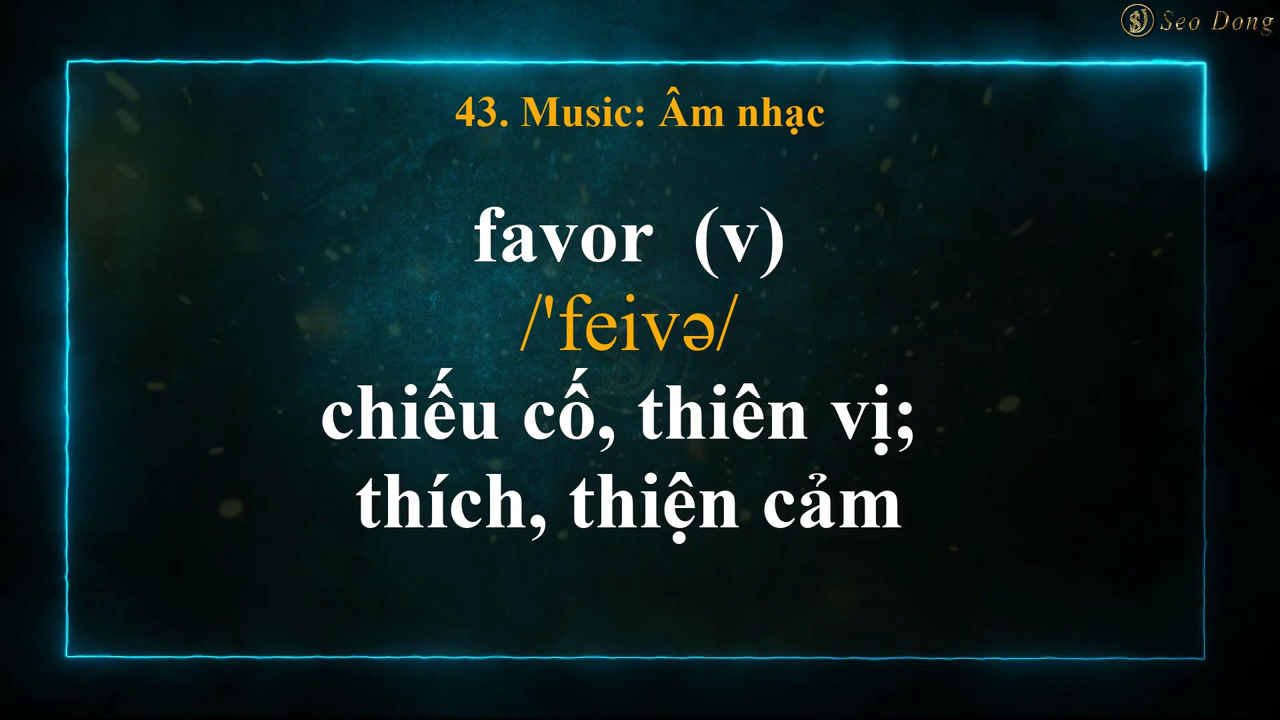 Seo Dong
43. Music: Âm nhạc
favor (v)
/'feivə/
chiếu cố, thiên vị;
thích, thiện cảm